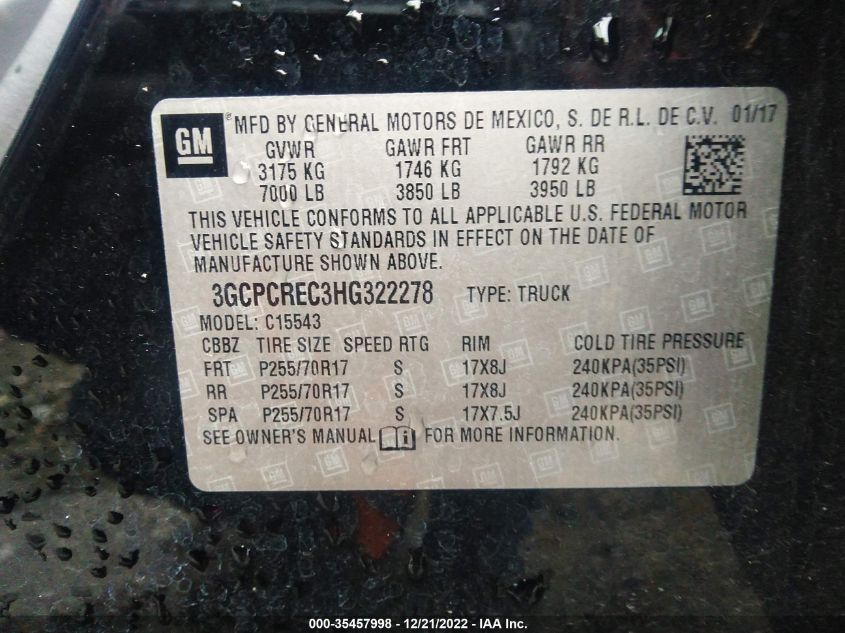 GM ® MFD BY GENERAL MOTORS DE MEXICO, S. DE R.L. DE C.V. 01/17
GVWR GAWR FRT GAWR RR
3175 KG 1746 KG 1792 KG
7000 LB 3850 LB 3950 LB
THIS VEHICLE CONFORMS TO ALL APPLICABLE U.S. FEDERAL MOTOR
VEHICLE SAFETY STANDARDS IN EFFECT ON THE DATE OF
MANUFACTURE SHOWN ABOVE.
3GCPCREC3HG322278 TYPE: TRUCK
MODEL: C15543
CBBZ TIRE SIZE SPEED RTG RIM COLD TIRE PRESSURE
FRT P255/70R17 S 17X8J 240KPA(35PSI)
RR P255/70R17 S 17X8J 240KPA(35PSI)
SPA P255/70R17 S 17X7.5J 240KPA(35PSI)
SEE OWNER'S MANUAL FOR MORE INFORMATION.
000-35457998 - 12/21/2022 - IAA Inc.